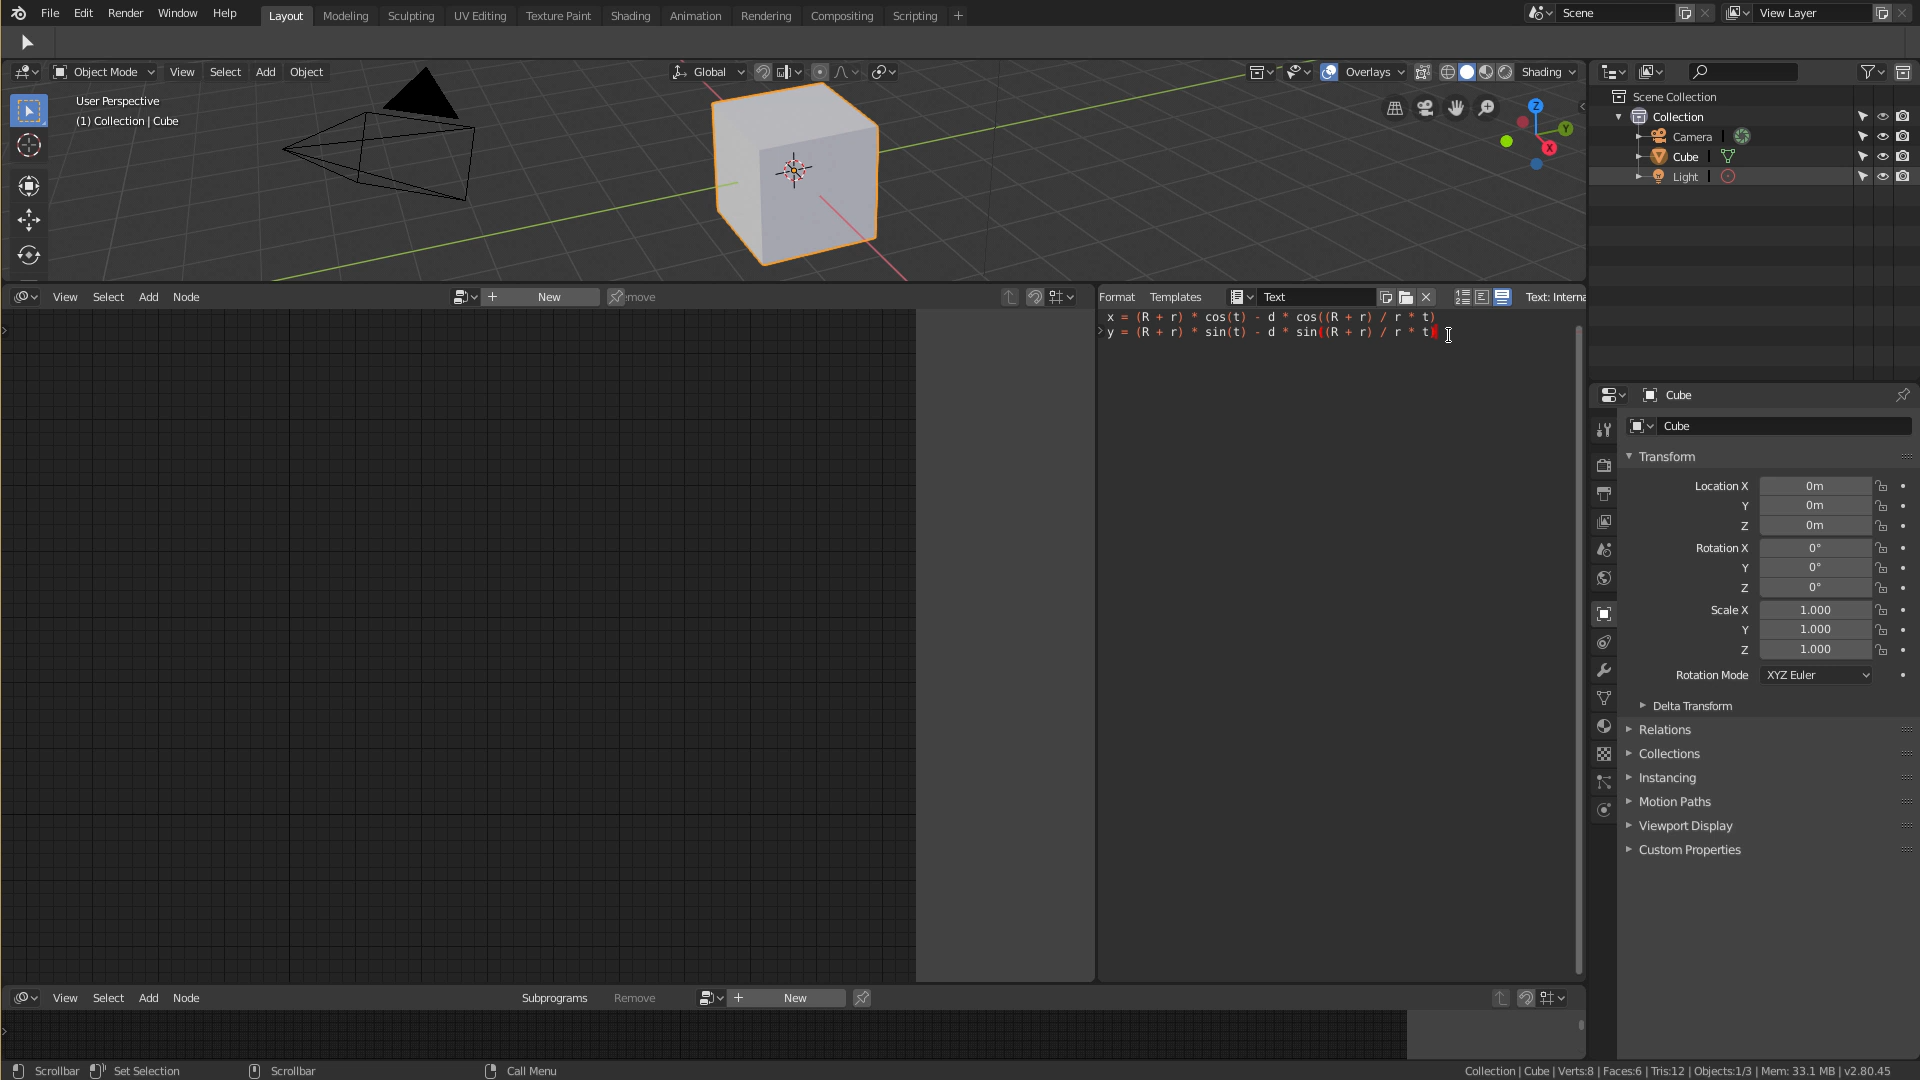 File Edit Render Window Help
Layout Modeling Sculpting UV Editing Texture Paint Shading Animation Rendering Compositing Scripting +
Scene
View Layer
Object Mode View Select Add Object
Global
Overlays
Shading
User Perspective
(1) Collection | Cube
Z
Y
X
Scene Collection
Collection
Camera
Cube
Light
View Select Add Node
+ New
emove
Format Templates
Text
Text: Interna
x = (R + r) * cos(t) - d * cos((R + r) / r * t)
y = (R + r) * sin(t) - d * sin((R + r) / r * t)
Cube
Cube
Transform
Location X 0m
Y 0m
Z 0m
Rotation X 0°
Y 0°
Z 0°
Scale X 1.000
Y 1.000
Z 1.000
Rotation Mode XYZ Euler
Delta Transform
Relations
Collections
Instancing
Motion Paths
Viewport Display
Custom Properties
View Select Add Node
Subprograms Remove
+ New
Scrollbar Set Selection Scrollbar Call Menu
Collection | Cube | Verts:8 | Faces:6 | Tris:12 | Objects:1/3 | Mem: 33.1 MB | v2.80.45